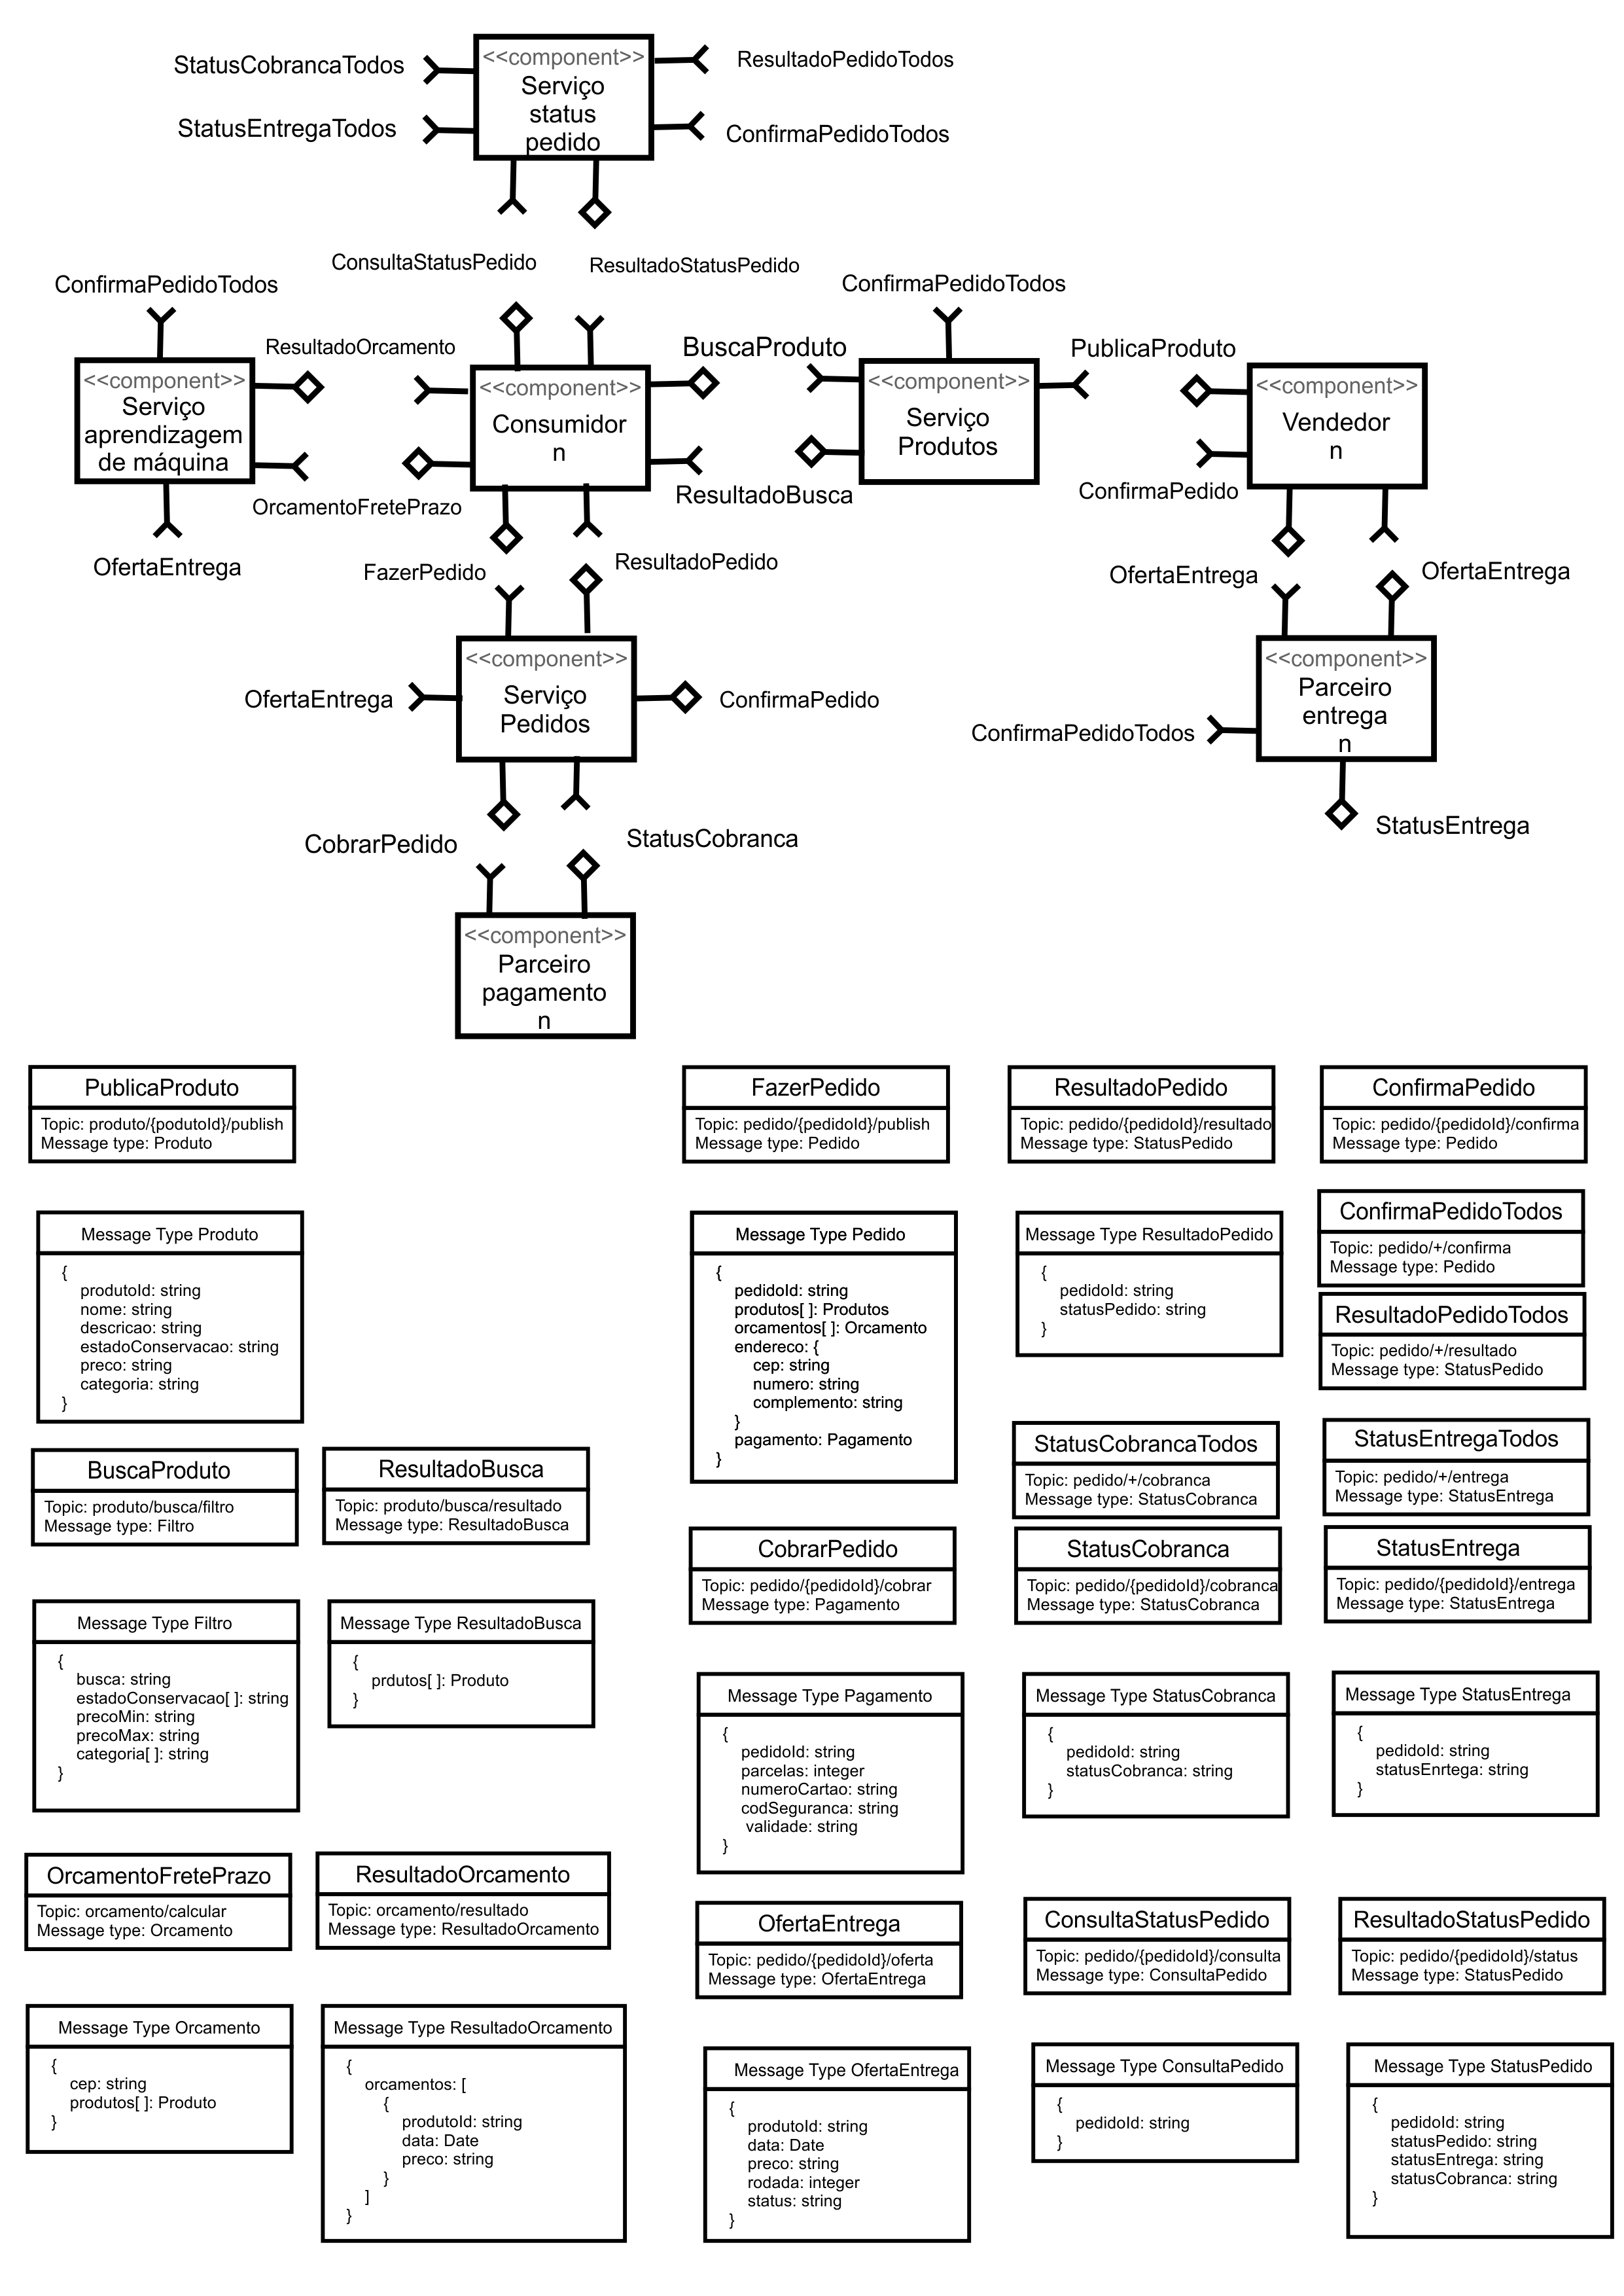 StatusCobrancaTodos
StatusEntregaTodos
<<component>>
Serviço
status
pedido
ResultadoPedidoTodos
ConfirmaPedidoTodos
ConsultaStatusPedido
ResultadoStatusPedido
ConfirmaPedidoTodos
<<component>>
Serviço
aprendizagem
de máquina
OfertaEntrega
ResultadoOrcamento
OrcamentoFretePrazo
<<component>>
Consumidor
n
BuscaProduto
ResultadoBusca
ConfirmaPedidoTodos
<<component>>
Serviço
Produtos
PublicaProduto
ConfirmaPedido
<<component>>
Vendedor
n
FazerPedido
ResultadoPedido
OfertaEntrega
OfertaEntrega
OfertaEntrega
<<component>>
Serviço
Pedidos
ConfirmaPedido
ConfirmaPedidoTodos
<<component>>
Parceiro
entrega
n
StatusEntrega
CobrarPedido
StatusCobranca
<<component>>
Parceiro
pagamento
n
PublicaProduto
Topic: produto/{podutoId}/publish
Message type: Produto
FazerPedido
Topic: pedido/{pedidoId}/publish
Message type: Pedido
ResultadoPedido
Topic: pedido/{pedidoId}/resultado
Message type: StatusPedido
ConfirmaPedido
Topic: pedido/{pedidoId}/confirma
Message type: Pedido
Message Type Produto
{
produtoId: string
nome: string
descricao: string
estadoConservacao: string
preco: string
categoria: string
}
Message Type Pedido
{
pedidoId: string
produtos[ ]: Produtos
orcamentos[ ]: Orcamento
endereco: {
cep: string
numero: string
complemento: string
}
pagamento: Pagamento
}
Message Type ResultadoPedido
{
pedidoId: string
statusPedido: string
}
ConfirmaPedidoTodos
Topic: pedido/+/confirma
Message type: Pedido
ResultadoPedidoTodos
Topic: pedido/+/resultado
Message type: StatusPedido
BuscaProduto
Topic: produto/busca/filtro
Message type: Filtro
ResultadoBusca
Topic: produto/busca/resultado
Message type: ResultadoBusca
StatusCobrancaTodos
Topic: pedido/+/cobranca
Message type: StatusCobranca
StatusEntregaTodos
Topic: pedido/+/entrega
Message type: StatusEntrega
CobrarPedido
Topic: pedido/{pedidoId}/cobrar
Message type: Pagamento
StatusCobranca
Topic: pedido/{pedidoId}/cobranca
Message type: StatusCobranca
StatusEntrega
Topic: pedido/{pedidoId}/entrega
Message type: StatusEntrega
Message Type Filtro
{
busca: string
estadoConservacao[ ]: string
precoMin: string
precoMax: string
categoria[ ]: string
}
Message Type ResultadoBusca
{
prdutos[ ]: Produto
}
Message Type Pagamento
{
pedidoId: string
parcelas: integer
numeroCartao: string
codSeguranca: string
validade: string
}
Message Type StatusCobranca
{
pedidoId: string
statusCobranca: string
}
Message Type StatusEntrega
{
pedidoId: string
statusEnrtega: string
}
OrcamentoFretePrazo
Topic: orcamento/calcular
Message type: Orcamento
ResultadoOrcamento
Topic: orcamento/resultado
Message type: ResultadoOrcamento
OfertaEntrega
Topic: pedido/{pedidoId}/oferta
Message type: OfertaEntrega
ConsultaStatusPedido
Topic: pedido/{pedidoId}/consulta
Message type: ConsultaPedido
ResultadoStatusPedido
Topic: pedido/{pedidoId}/status
Message type: StatusPedido
Message Type Orcamento
{
cep: string
produtos[ ]: Produto
}
Message Type ResultadoOrcamento
{
orcamentos: [
{
produtoId: string
data: Date
preco: string
}
]
}
Message Type OfertaEntrega
{
produtoId: string
data: Date
preco: string
rodada: integer
status: string
}
Message Type ConsultaPedido
{
pedidoId: string
}
Message Type StatusPedido
{
pedidoId: string
statusPedido: string
statusEntrega: string
statusCobranca: string
}